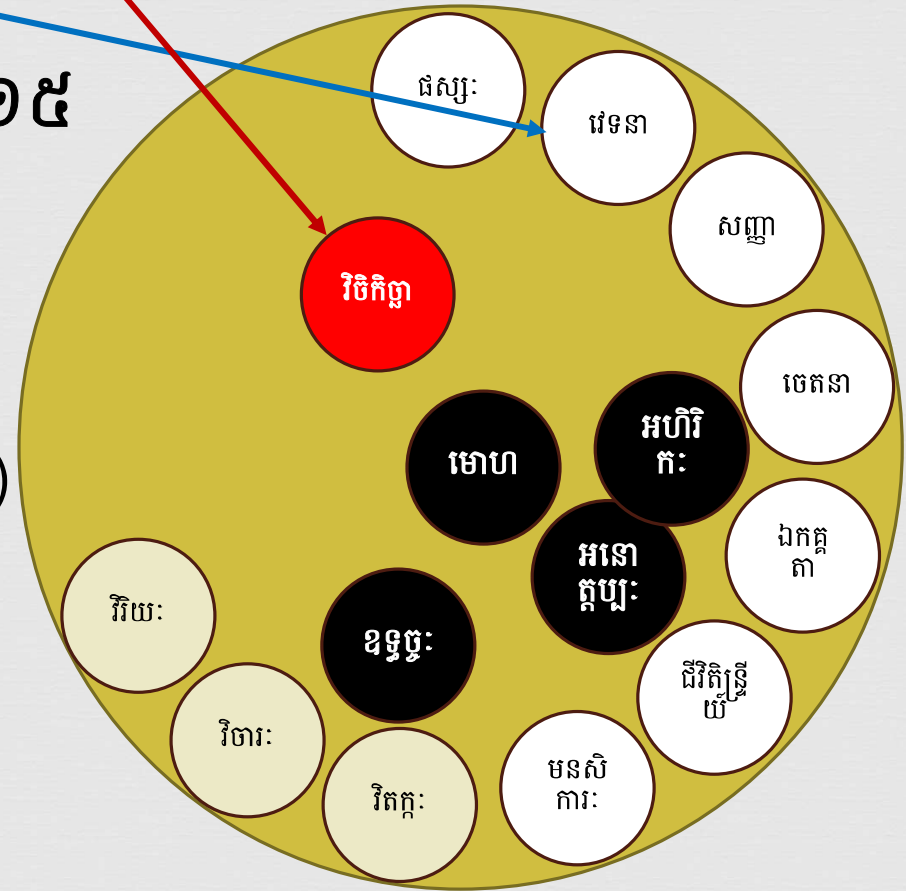 ១៥
ផស្សៈ
វេទនា
សញ្ញា
វិចិកិច្ឆា
ចេតនា
អហិរិ
កៈ
មោហ
ឯកគ្គ
តា
អនោ
ត្តប្បៈ
វិរិយៈ
ឧទ្ធច្ចៈ
ជីវិតិន្ទ្រី
យ៍
វិចារៈ
មនសិ
ការៈ
វិតក្កៈ
)